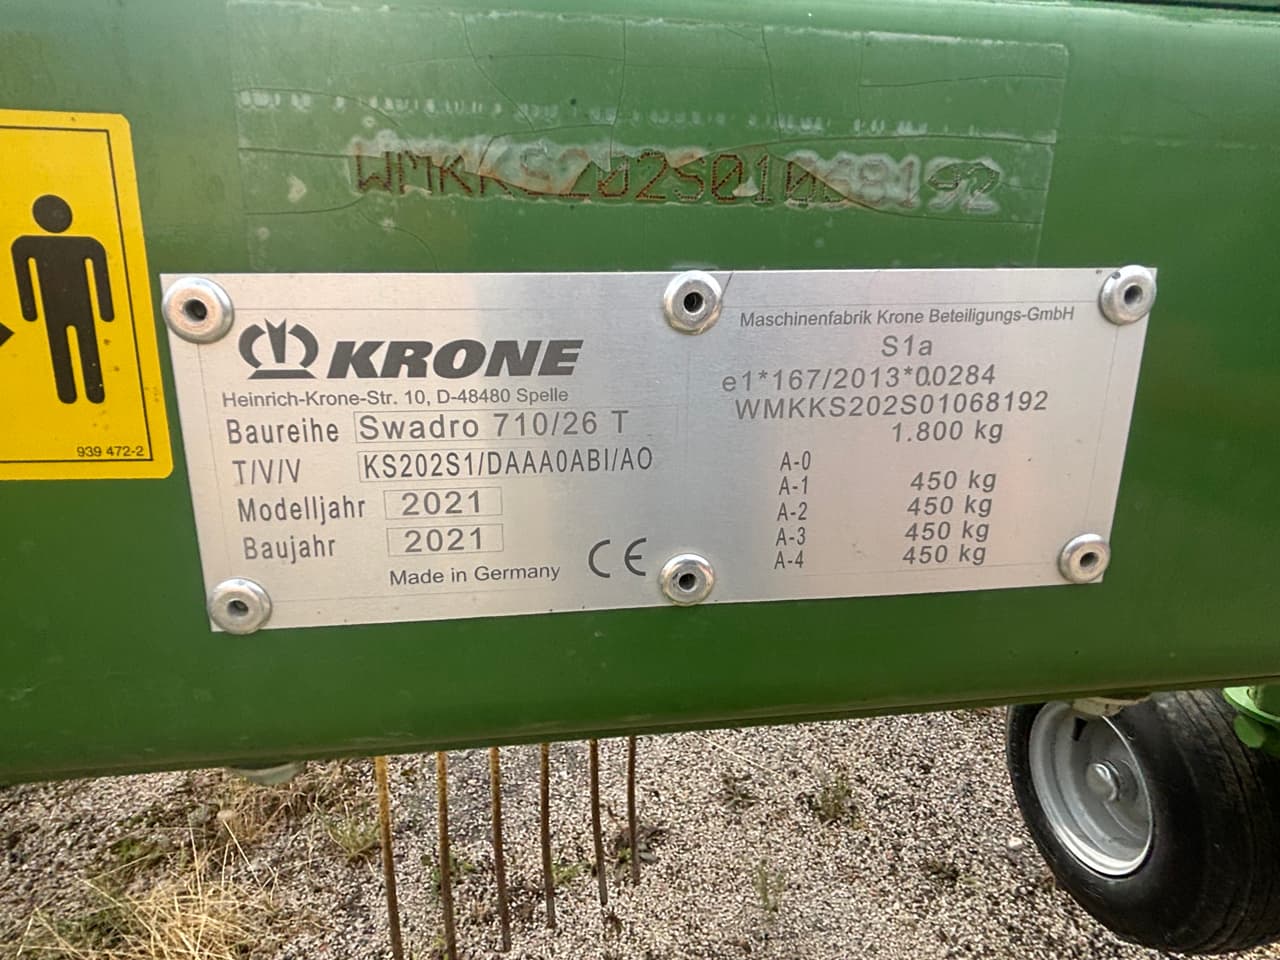 WMKKS202S01068192
KRONE
Heinrich-Krone-Str. 10, D-48480 Spelle
Baureihe Swadro 710/26 T
T/V/V KS202S1/DAAA0ABI/AO
Modelljahr 2021
Baujahr 2021
Made in Germany CE
Maschinenfabrik Krone Beteiligungs-GmbH
S1a
e1*167/2013*00284
WMKKS202S01068192
1.800 kg
A-0
A-1 450 kg
A-2 450 kg
A-3 450 kg
A-4 450 kg
939 472-2